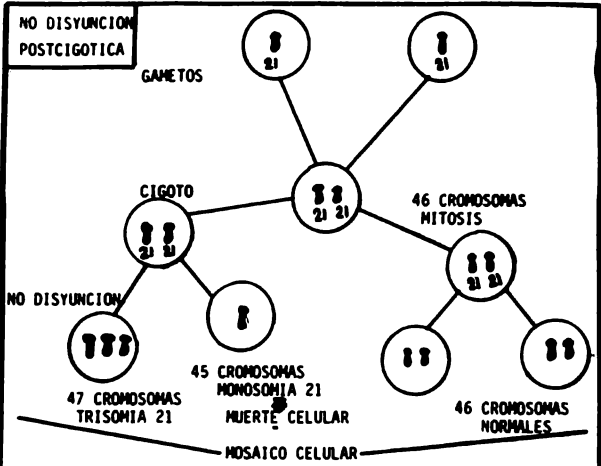 NO DISYUNCION
POSTCIGOTICA
GAMETOS
21
21
CIGOTO
21 21
46 CROMOSOMAS
MITOSIS
21 21
21 21
NO DISYUNCION
45 CROMOSOMAS
MONOSOMIA 21
MUERTE CELULAR
47 CROMOSOMAS
TRISOMIA 21
46 CROMOSOMAS
NORMALES
MOSAICO CELULAR